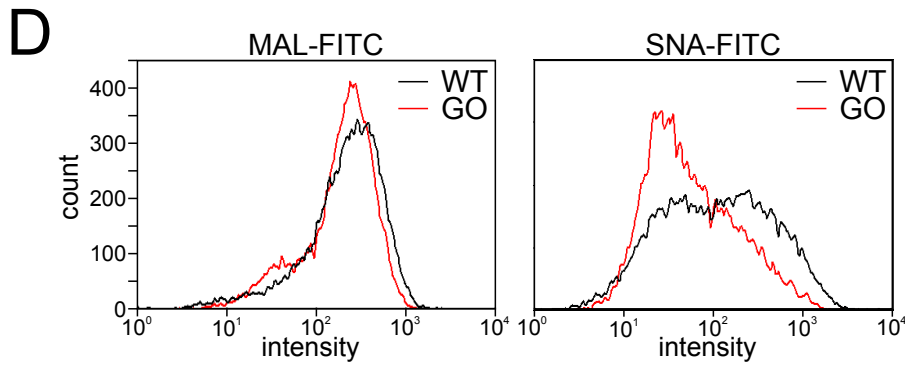 D
MAL-FITC
SNA-FITC
WT
GO
WT
GO
count
400
300
200
100
0
10^0 10^1 10^2 10^3 10^4
10^0 10^1 10^2 10^3 10^4
intensity
intensity